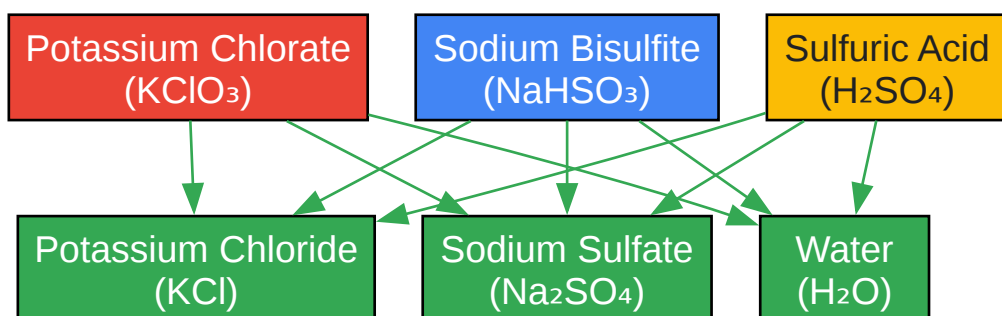 Potassium Chlorate
(KClO₃)
Sodium Bisulfite
(NaHSO₃)
Sulfuric Acid
(H₂SO₄)
Potassium Chloride
(KCl)
Sodium Sulfate
(Na₂SO₄)
Water
(H₂O)